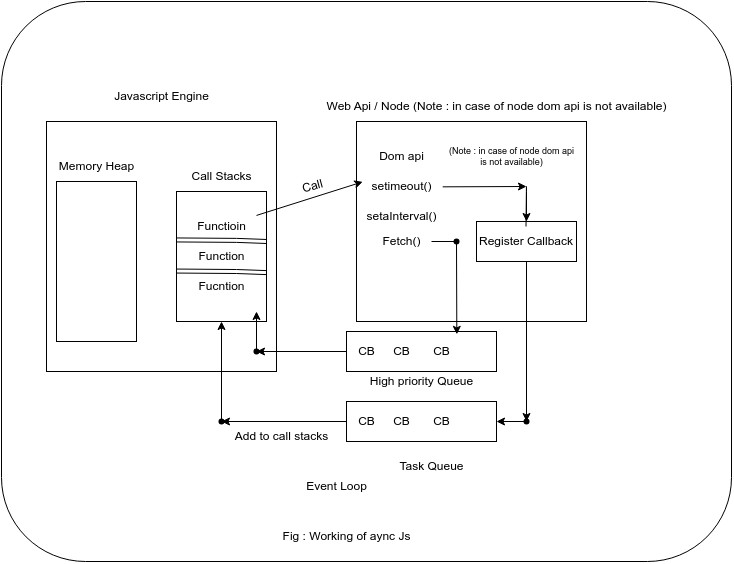 Javascript Engine
Web Api / Node (Note : in case of node dom api is not available)
Memory Heap
Call Stacks
Functioin
Function
Fucntion
Call
Dom api
(Note : in case of node dom api
is not available)
setimeout()
setaInterval()
Fetch()
Register Callback
CB CB CB
High priority Queue
CB CB CB
Add to call stacks
Task Queue
Event Loop
Fig : Working of aync Js